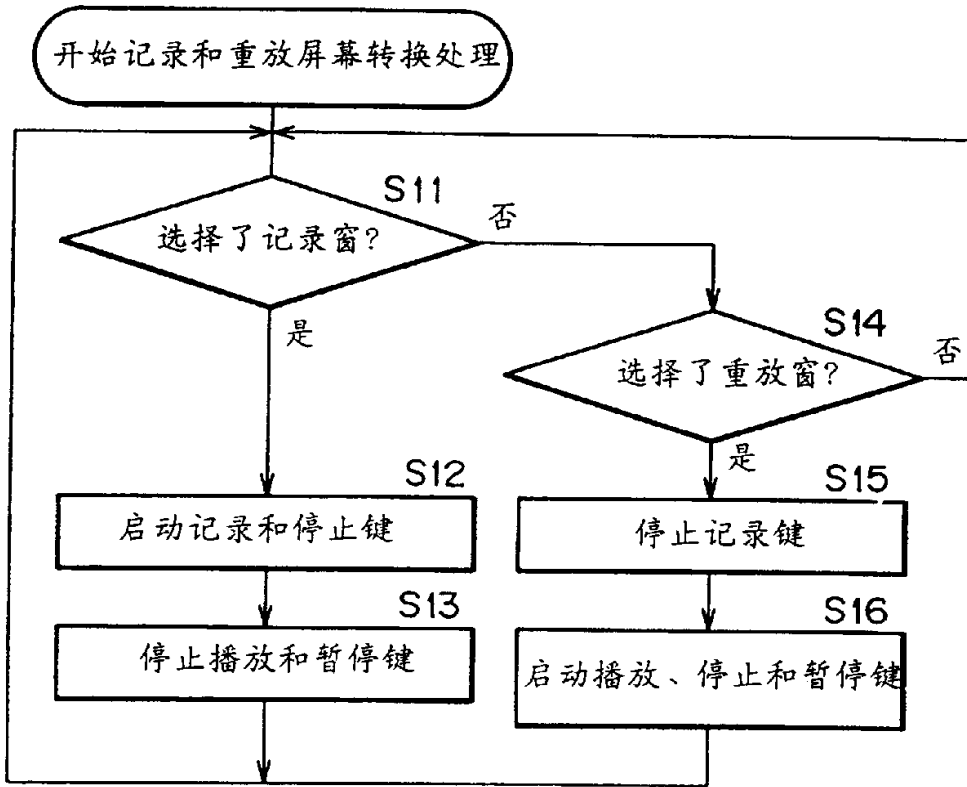 开始记录和重放屏幕转换处理
S11
选择了记录窗?
否
是
S14
选择了重放窗?
否
是
S12
启动记录和停止键
S15
停止记录键
S13
停止播放和暂停键
S16
启动播放、停止和暂停键